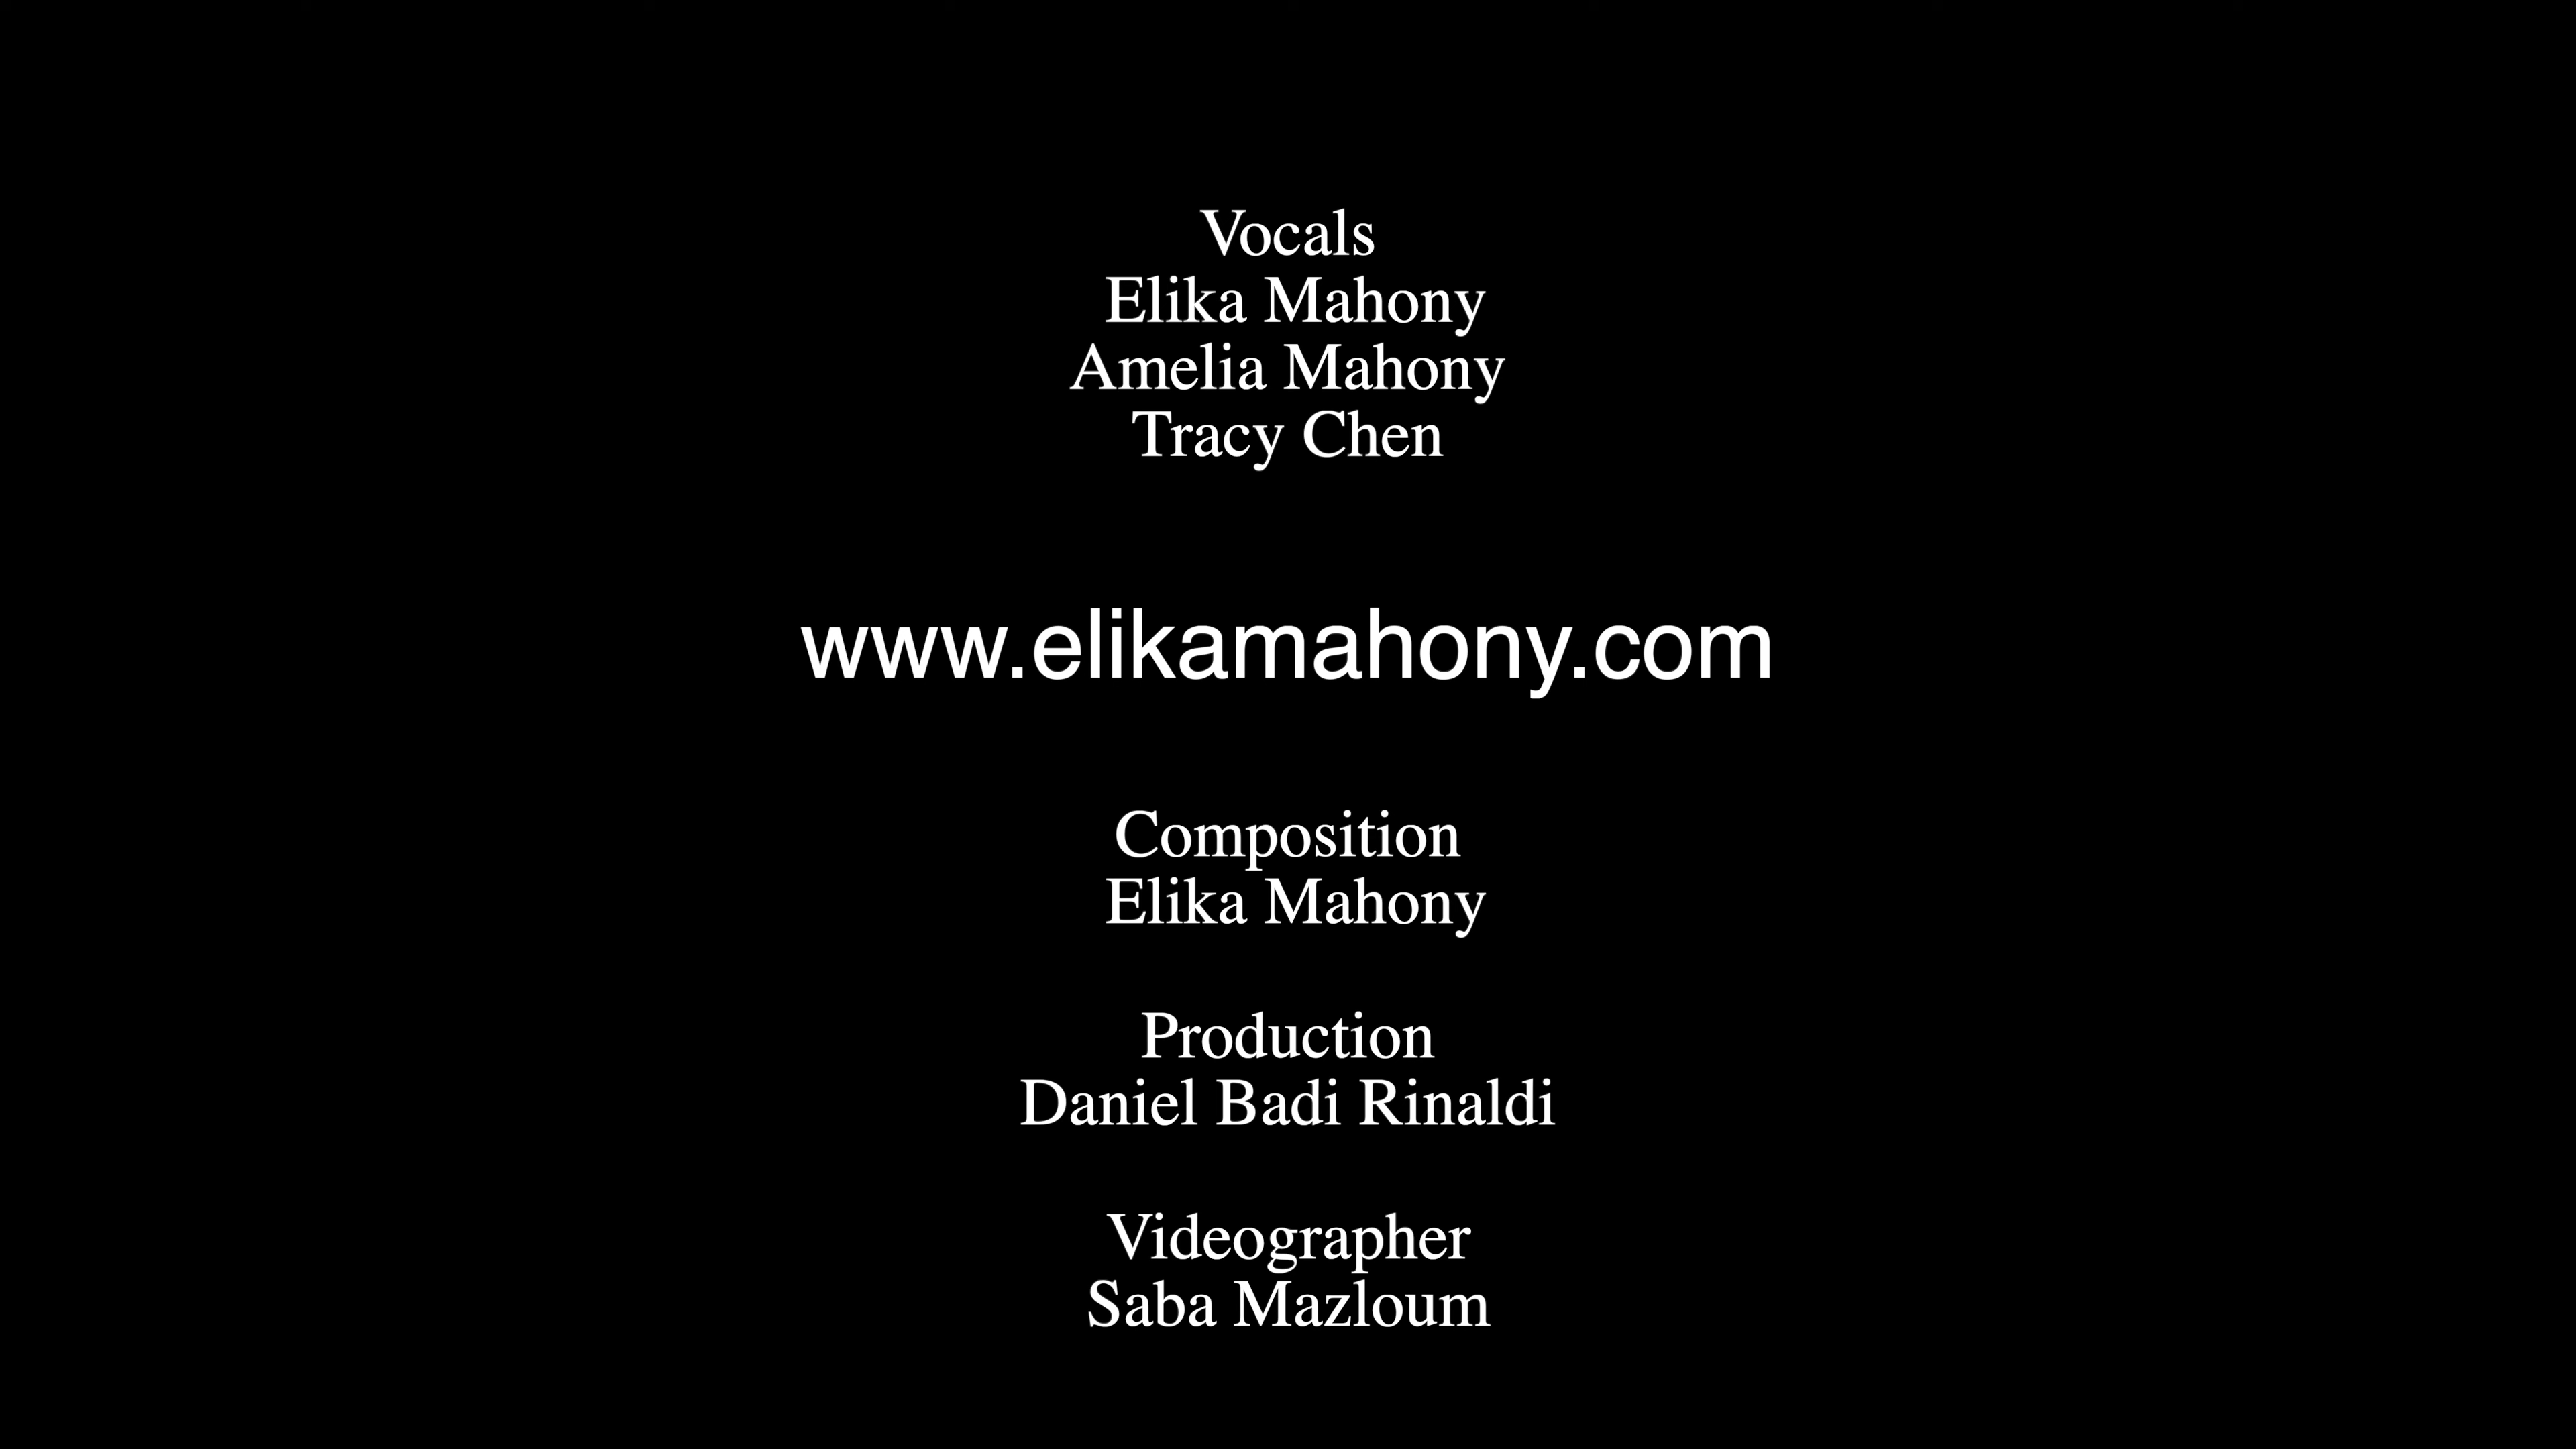 Vocals
Elika Mahony
Amelia Mahony
Tracy Chen
www.elikamahony.com
Composition
Elika Mahony
Production
Daniel Badi Rinaldi
Videographer
Saba Mazloum